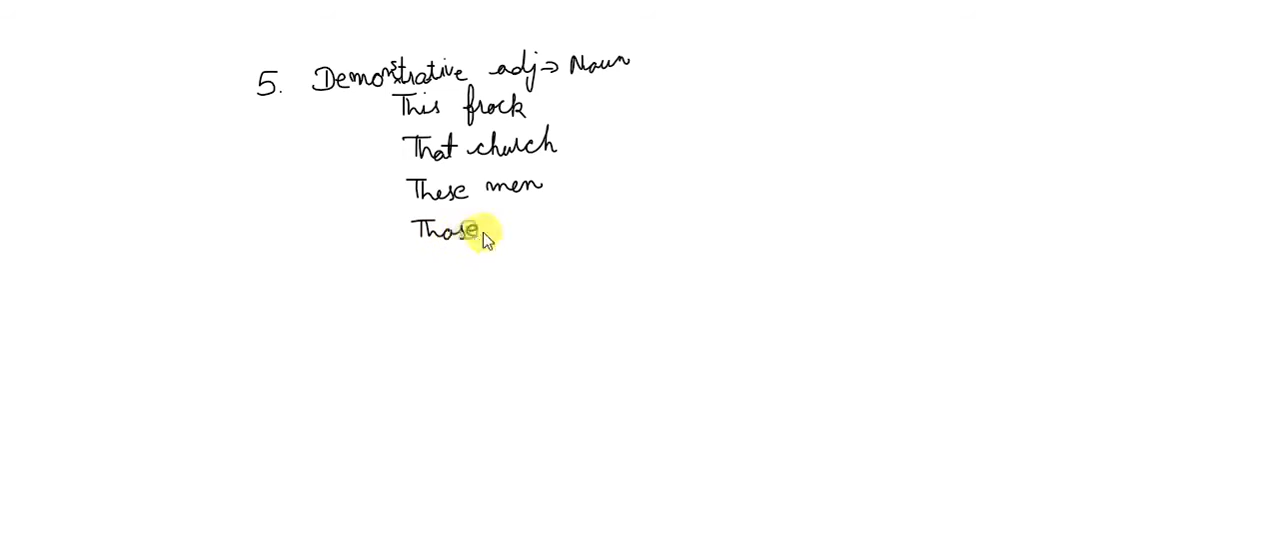 5. Demonstrative adj ⇒ Noun
This frock
That church
These men
Those